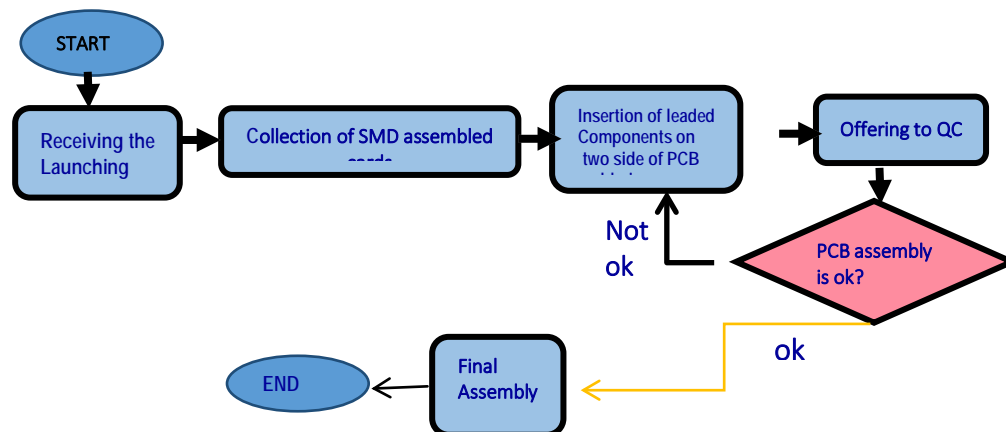 START
Receiving the
Launching
Collection of SMD assembled
cards
Insertion of leaded
Components on
two side of PCB
Offering to QC
PCB assembly
is ok?
Not
ok
ok
Final
Assembly
END